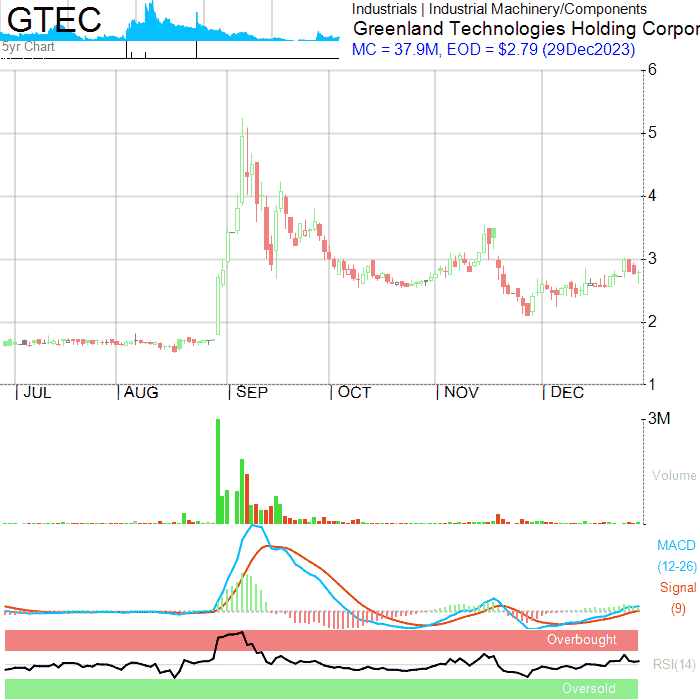 GTEC
5yr Chart
Industrials | Industrial Machinery/Components
Greenland Technologies Holding Corpor
MC = 37.9M, EOD = $2.79 (29Dec2023)
6
5
4
3
2
1
JUL
AUG
SEP
OCT
NOV
DEC
3M
Volume
MACD
(12-26)
Signal
(9)
Overbought
RSI(14)
Oversold